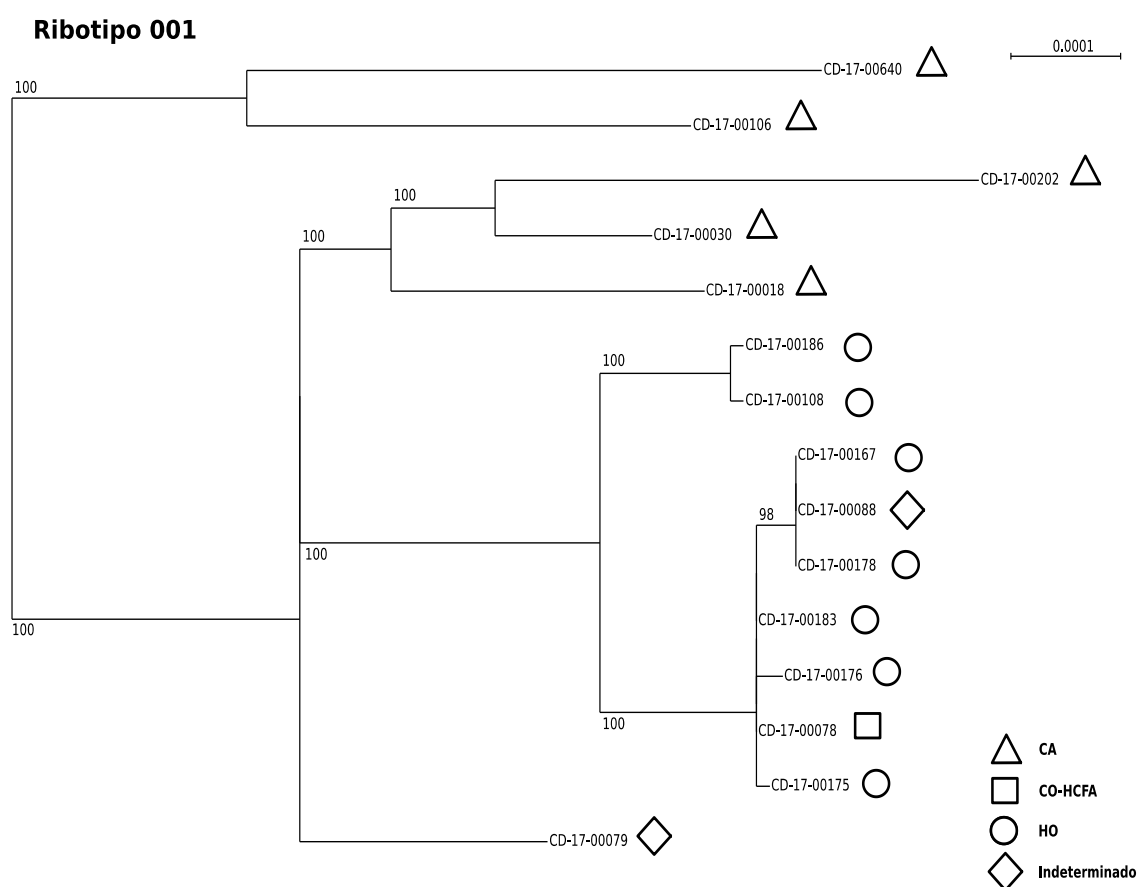 Ribotipo 001
0.0001
100
CD-17-00640
CD-17-00106
CD-17-00202
100
CD-17-00030
100
CD-17-00018
CD-17-00186
100
CD-17-00108
CD-17-00167
CD-17-00088
98
100
CD-17-00178
CD-17-00183
100
CD-17-00176
100
CD-17-00078
CD-17-00175
CD-17-00079
CA
CO-HCFA
HO
Indeterminado